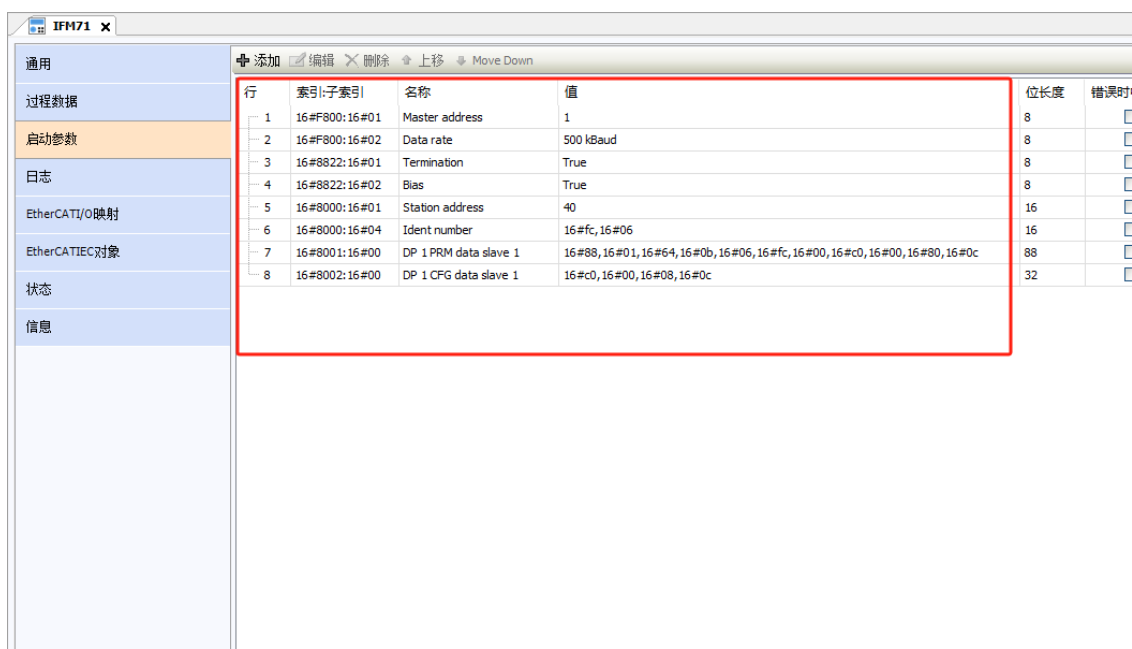 IFM71
通用
过程数据
启动参数
日志
EtherCATI/O映射
EtherCATIEC对象
状态
信息
添加 编辑 删除 上移 Move Down
行 索引:子索引 名称 值 位长度 错误时
1 16#F800:16#01 Master address 1 8
2 16#F800:16#02 Data rate 500 kBaud 8
3 16#8822:16#01 Termination True 8
4 16#8822:16#02 Bias True 8
5 16#8000:16#01 Station address 40 16
6 16#8000:16#04 Ident number 16#fc,16#06 16
7 16#8001:16#00 DP 1 PRM data slave 1 16#88,16#01,16#64,16#0b,16#06,16#fc,16#00,16#c0,16#00,16#80,16#0c 88
8 16#8002:16#00 DP 1 CFG data slave 1 16#c0,16#00,16#08,16#0c 32